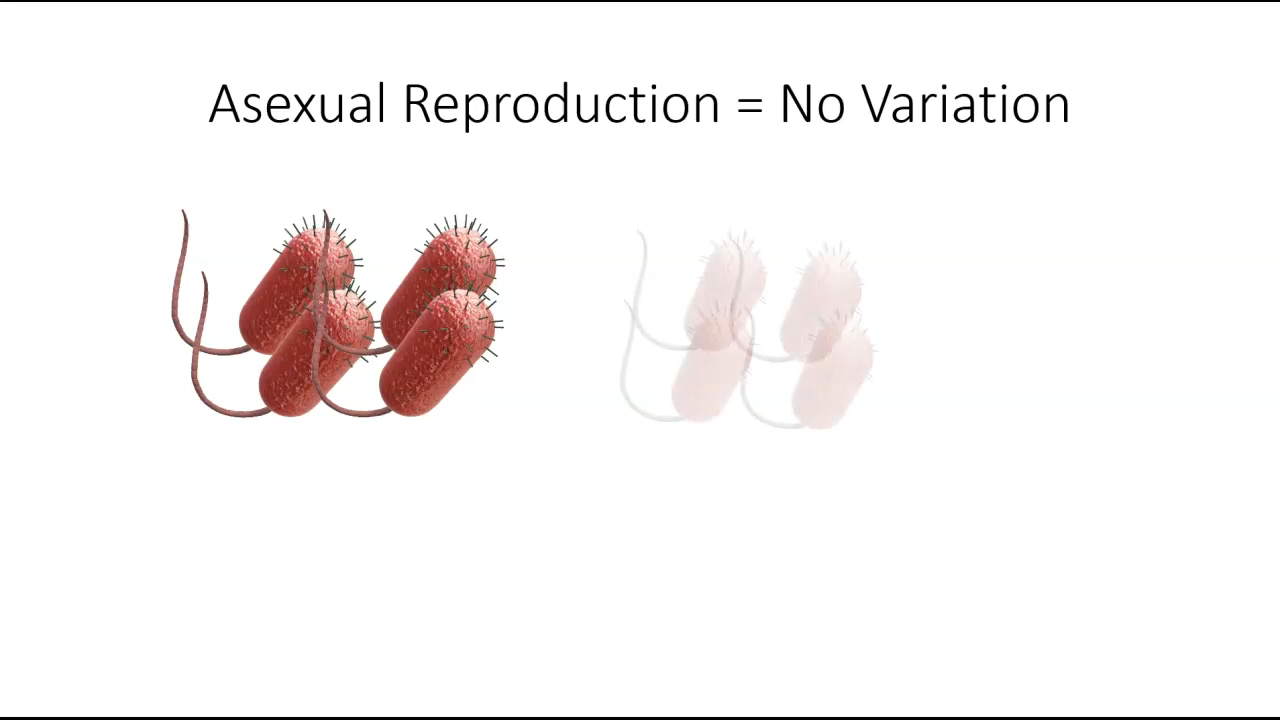 Asexual Reproduction = No Variation